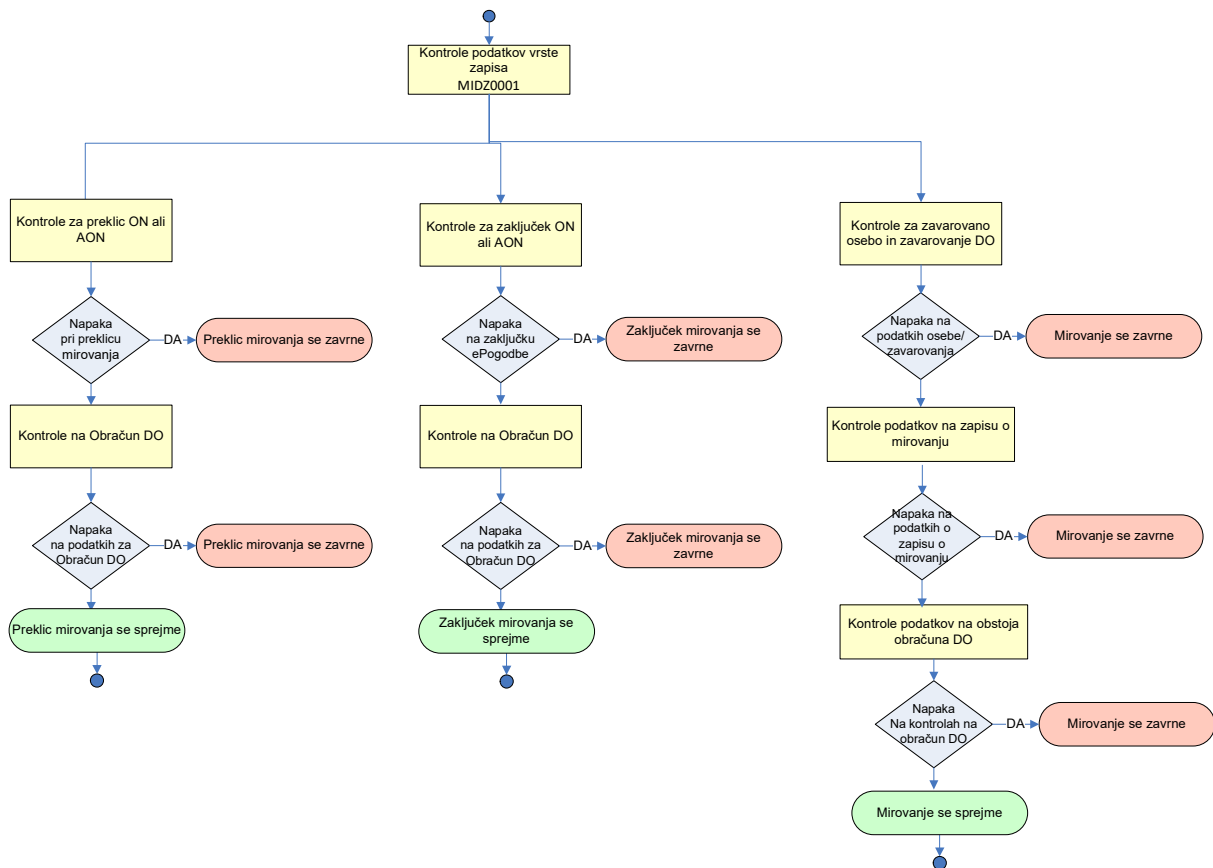 Kontrole podatkov vrste
zapisa
MIDZ0001
Kontrole za preklic ON ali
AON
Napaka
pri preklicu
mirovanja
DA
Preklic mirovanja se zavrne
Kontrole na Obračun DO
Napaka
na podatkih za
Obračun DO
DA
Preklic mirovanja se zavrne
Preklic mirovanja se sprejme
Kontrole za zaključek ON
ali AON
Napaka
na zaključku
ePogodbe
DA
Zaključek mirovanja se
zavrne
Kontrole na Obračun DO
Napaka
na podatkih za
Obračun DO
DA
Zaključek mirovanja se
zavrne
Zaključek mirovanja se
sprejme
Kontrole za zavarovano
osebo in zavarovanje DO
Napaka na
podatkih osebe/
zavarovanja
DA
Mirovanje se zavrne
Kontrole podatkov na zapisu o
mirovanju
Napaka na
podatkih o
zapisu o
mirovanju
DA
Mirovanje se zavrne
Kontrole podatkov na obstoja
obračuna DO
Napaka
Na kontrolah na
obračun DO
DA
Mirovanje se zavrne
Mirovanje se sprejme